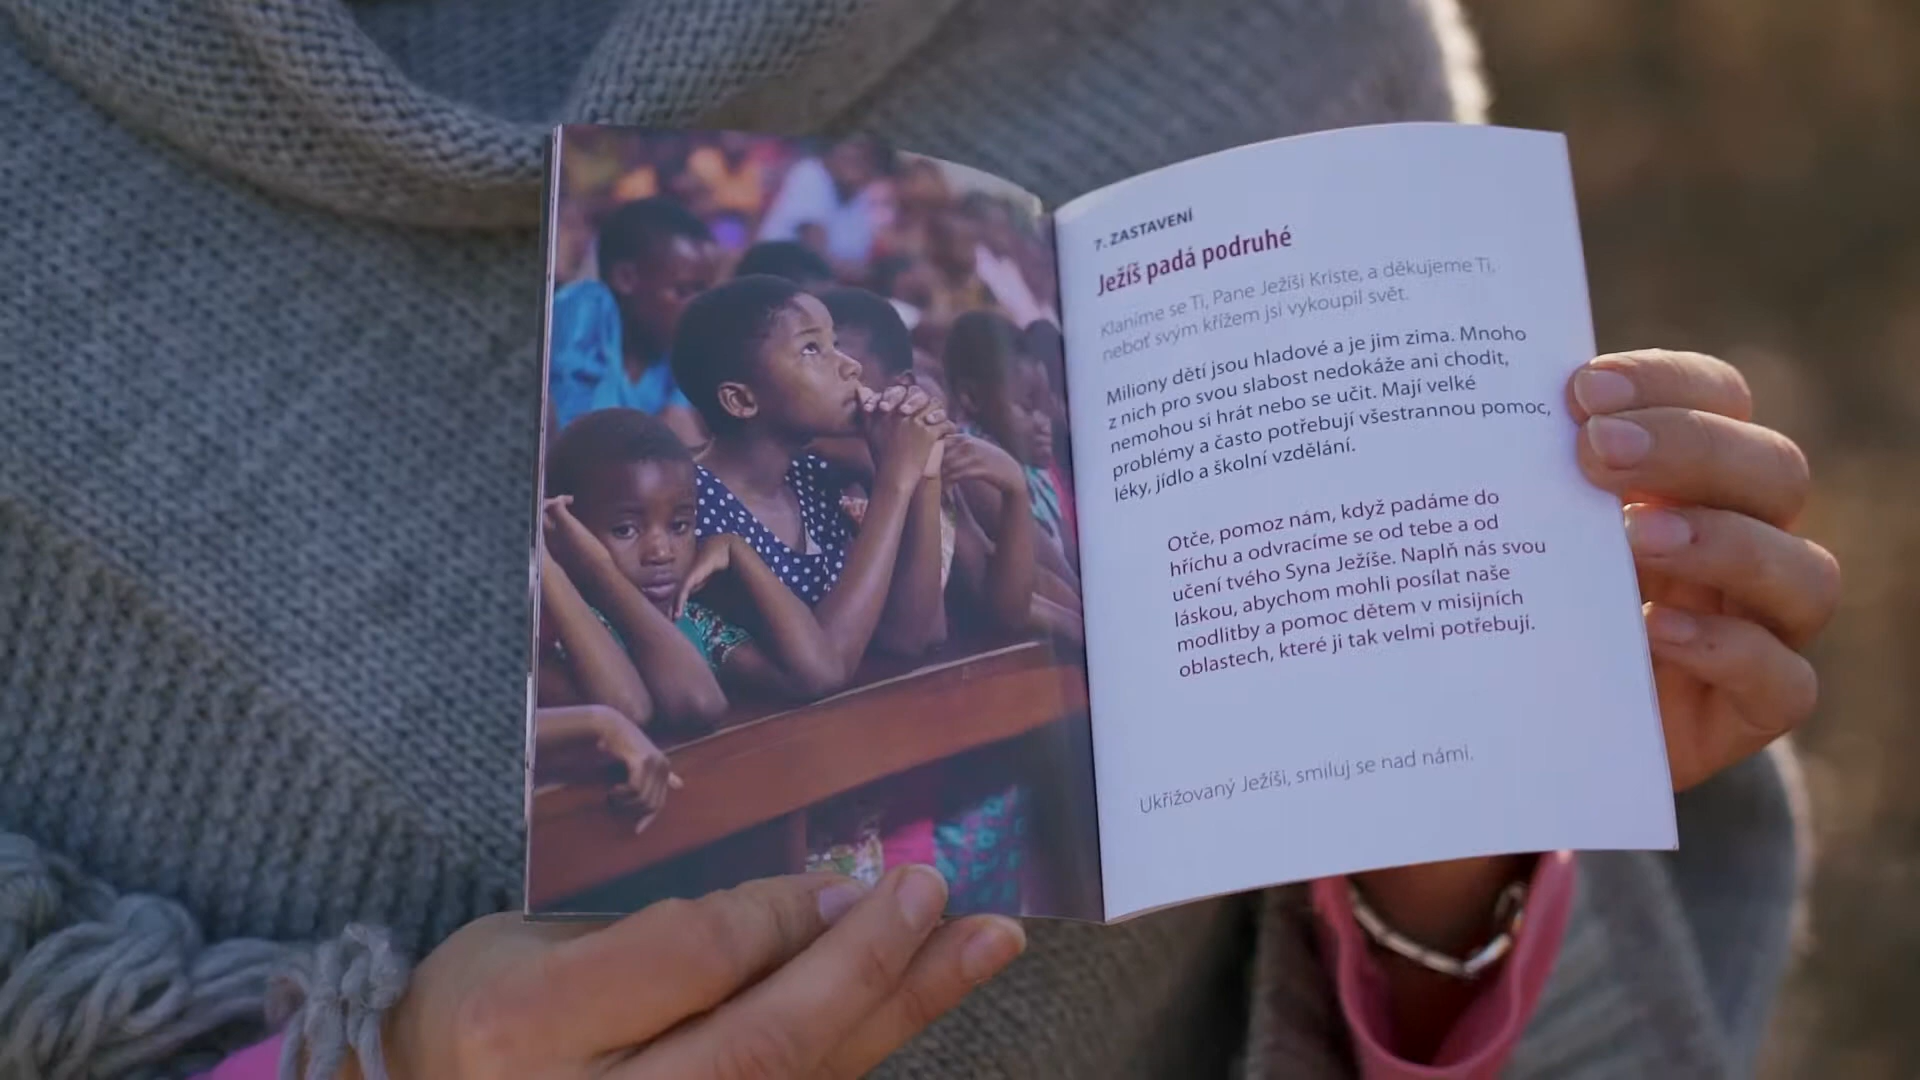 7. ZASTAVENÍ
Ježíš padá podruhé
Klaníme se Ti, Pane Ježíši Kriste, a děkujeme Ti,
neboť svým křížem jsi vykoupil svět.
Miliony dětí jsou hladové a je jim zima. Mnoho
z nich pro svou slabost nedokáže ani chodit,
nemohou si hrát nebo se učit. Mají velké
problémy a často potřebují všestrannou pomoc,
léky, jídlo a školní vzdělání.
Otče, pomoz nám, když padáme do
hříchu a odvracíme se od tebe a od
učení tvého Syna Ježíše. Naplň nás svou
láskou, abychom mohli posílat naše
modlitby a pomoc dětem v misijních
oblastech, které ji tak velmi potřebují.
Ukřižovaný Ježíši, smiluj se nad námi.